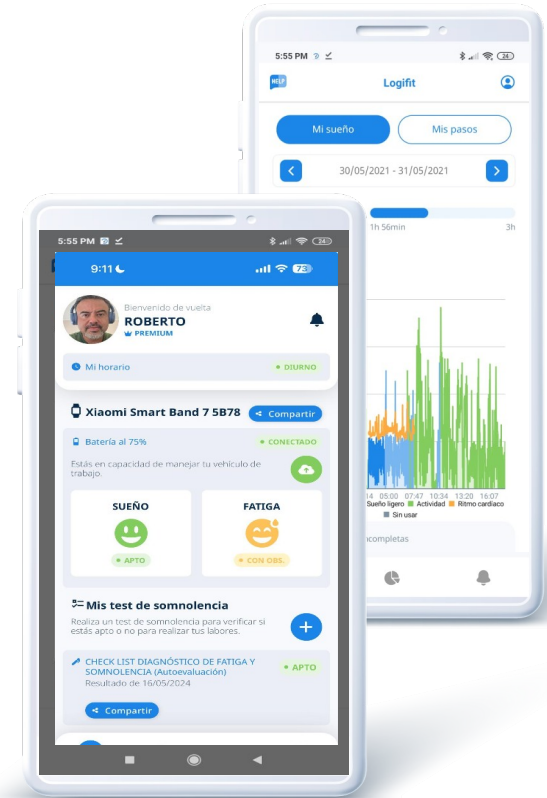 5:55 PM
24
HELP
Logifit
Mi sueño
Mis pasos
30/05/2021 - 31/05/2021
1h 56min
3h
14 05:00 07:47 10:34 13:20 16:07
Sueño ligero Actividad Ritmo cardíaco
Sin usar
completas
5:55 PM
24
9:11
73
Bienvenido de vuelta
ROBERTO
PREMIUM
Mi horario
DIURNO
Xiaomi Smart Band 7 5B78
Compartir
Batería al 75%
CONECTADO
Estás en capacidad de manejar tu vehículo de
trabajo.
SUEÑO
FATIGA
APTO
CON OBS.
Mis test de somnolencia
Realiza un test de somnolencia para verificar si
estás apto o no para realizar tus labores.
CHECK LIST DIAGNÓSTICO DE FATIGA Y
SOMNOLENCIA (Autoevaluación)
APTO
Resultado de 16/05/2024
Compartir